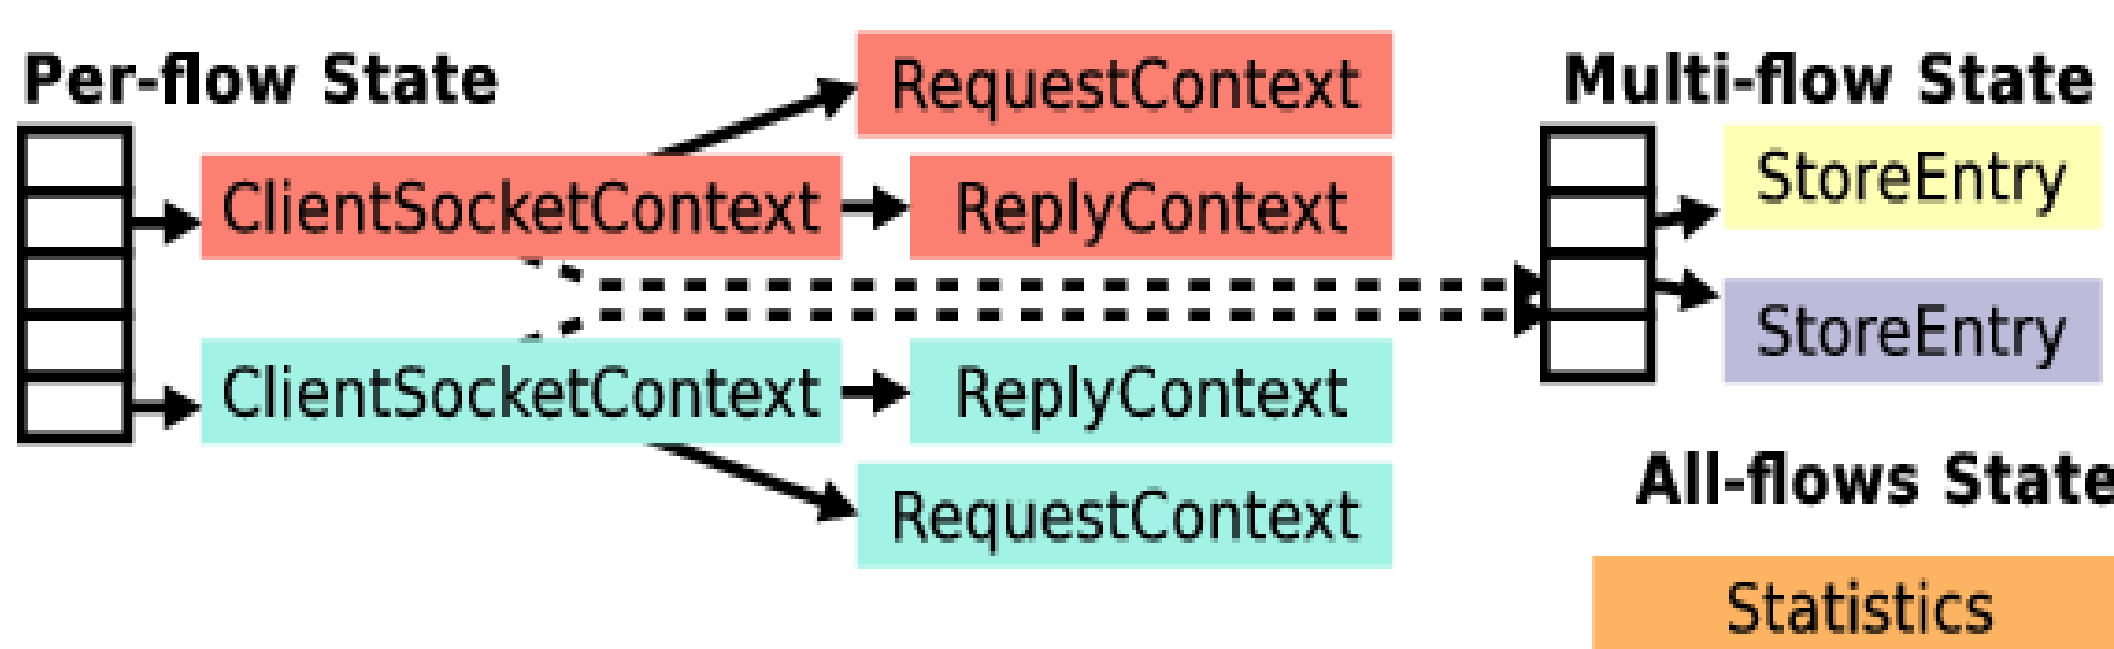 Per-flow State
RequestContext
ClientSocketContext
ReplyContext
ClientSocketContext
ReplyContext
RequestContext
Multi-flow State
StoreEntry
StoreEntry
All-flows State
Statistics